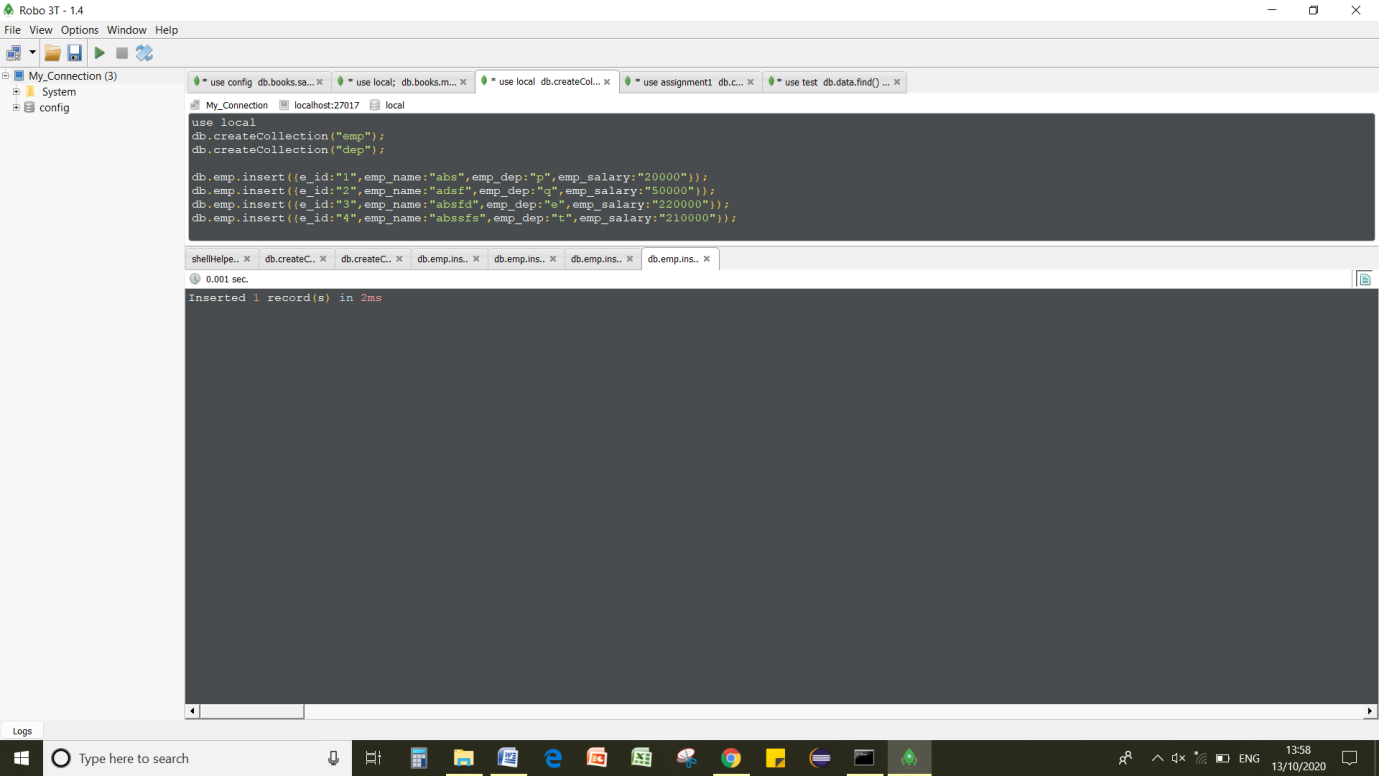 Robo 3T - 1.4
File View Options Window Help
My_Connection (3)
System
config
* use config db.books.sa...
* use local; db.books.m...
* use local db.createCol...
* use assignment1 db.c...
* use test db.data.find() ...
My_Connection localhost:27017 local
use local
db.createCollection("emp");
db.createCollection("dep");
db.emp.insert({e_id:"1",emp_name:"abs",emp_dep:"p",emp_salary:"20000"});
db.emp.insert({e_id:"2",emp_name:"adsf",emp_dep:"q",emp_salary:"50000"});
db.emp.insert({e_id:"3",emp_name:"absfd",emp_dep:"e",emp_salary:"220000"});
db.emp.insert({e_id:"4",emp_name:"abssfs",emp_dep:"t",emp_salary:"210000"});
shellHelpe.. db.createC.. db.createC.. db.emp.ins.. db.emp.ins.. db.emp.ins.. db.emp.ins..
0.001 sec.
Inserted 1 record(s) in 2ms
Logs
Type here to search
ENG
13:58
13/10/2020